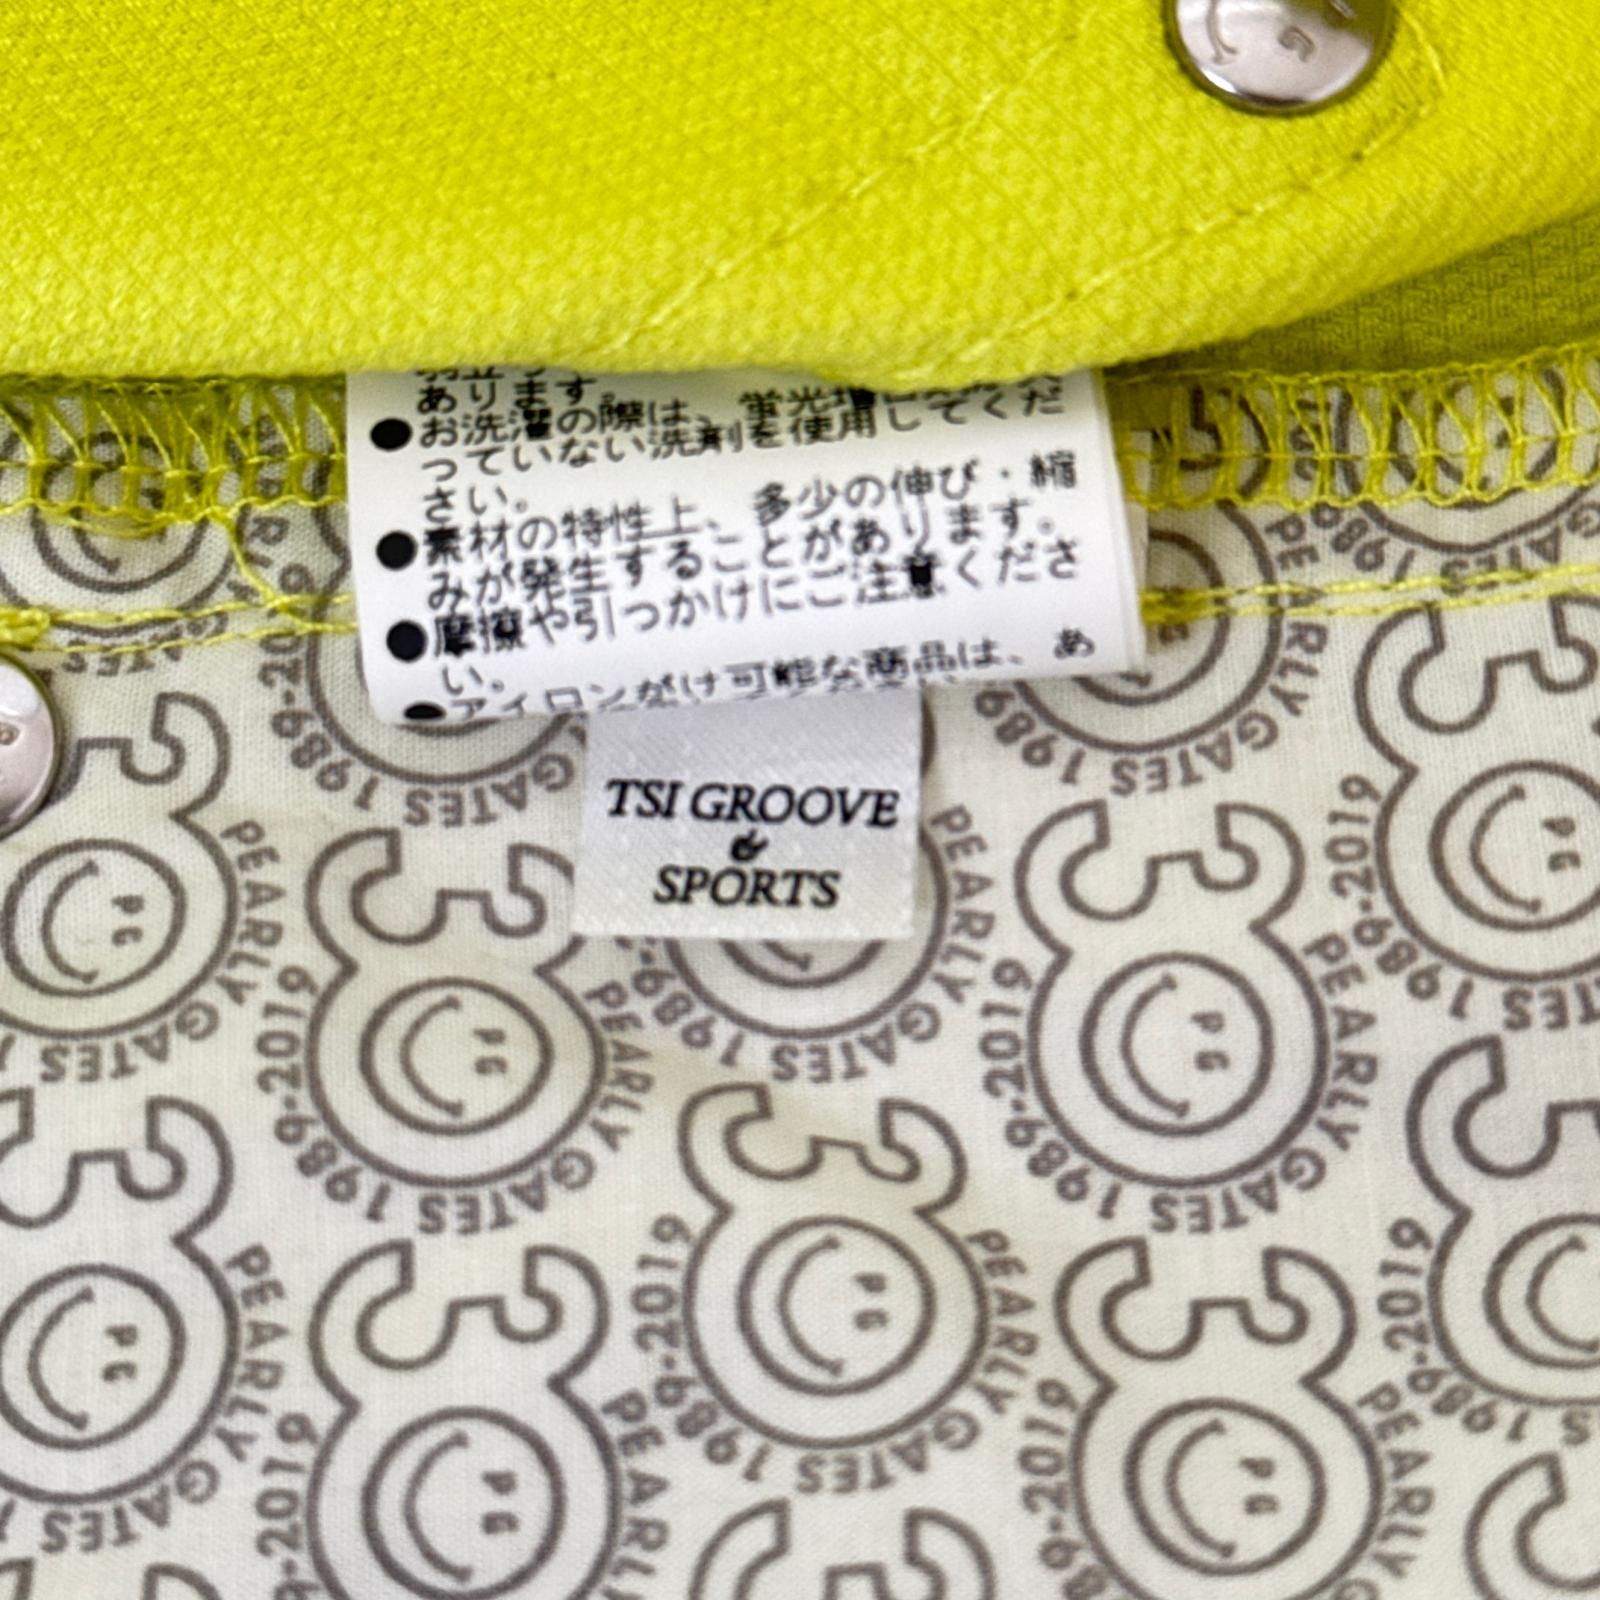 あります。
●お洗濯の際は、蛍光増白剤の入
っていない洗剤を使用してくだ
さい。
●素材の特性上、多少の伸び・縮
みが発生することがあります。
●摩擦や引っかけにご注意くださ
い。
●アイロンがけ可能な商品は、あ
TSI GROOVE
&
SPORTS
PEARLY GATES 1989-2019
PG